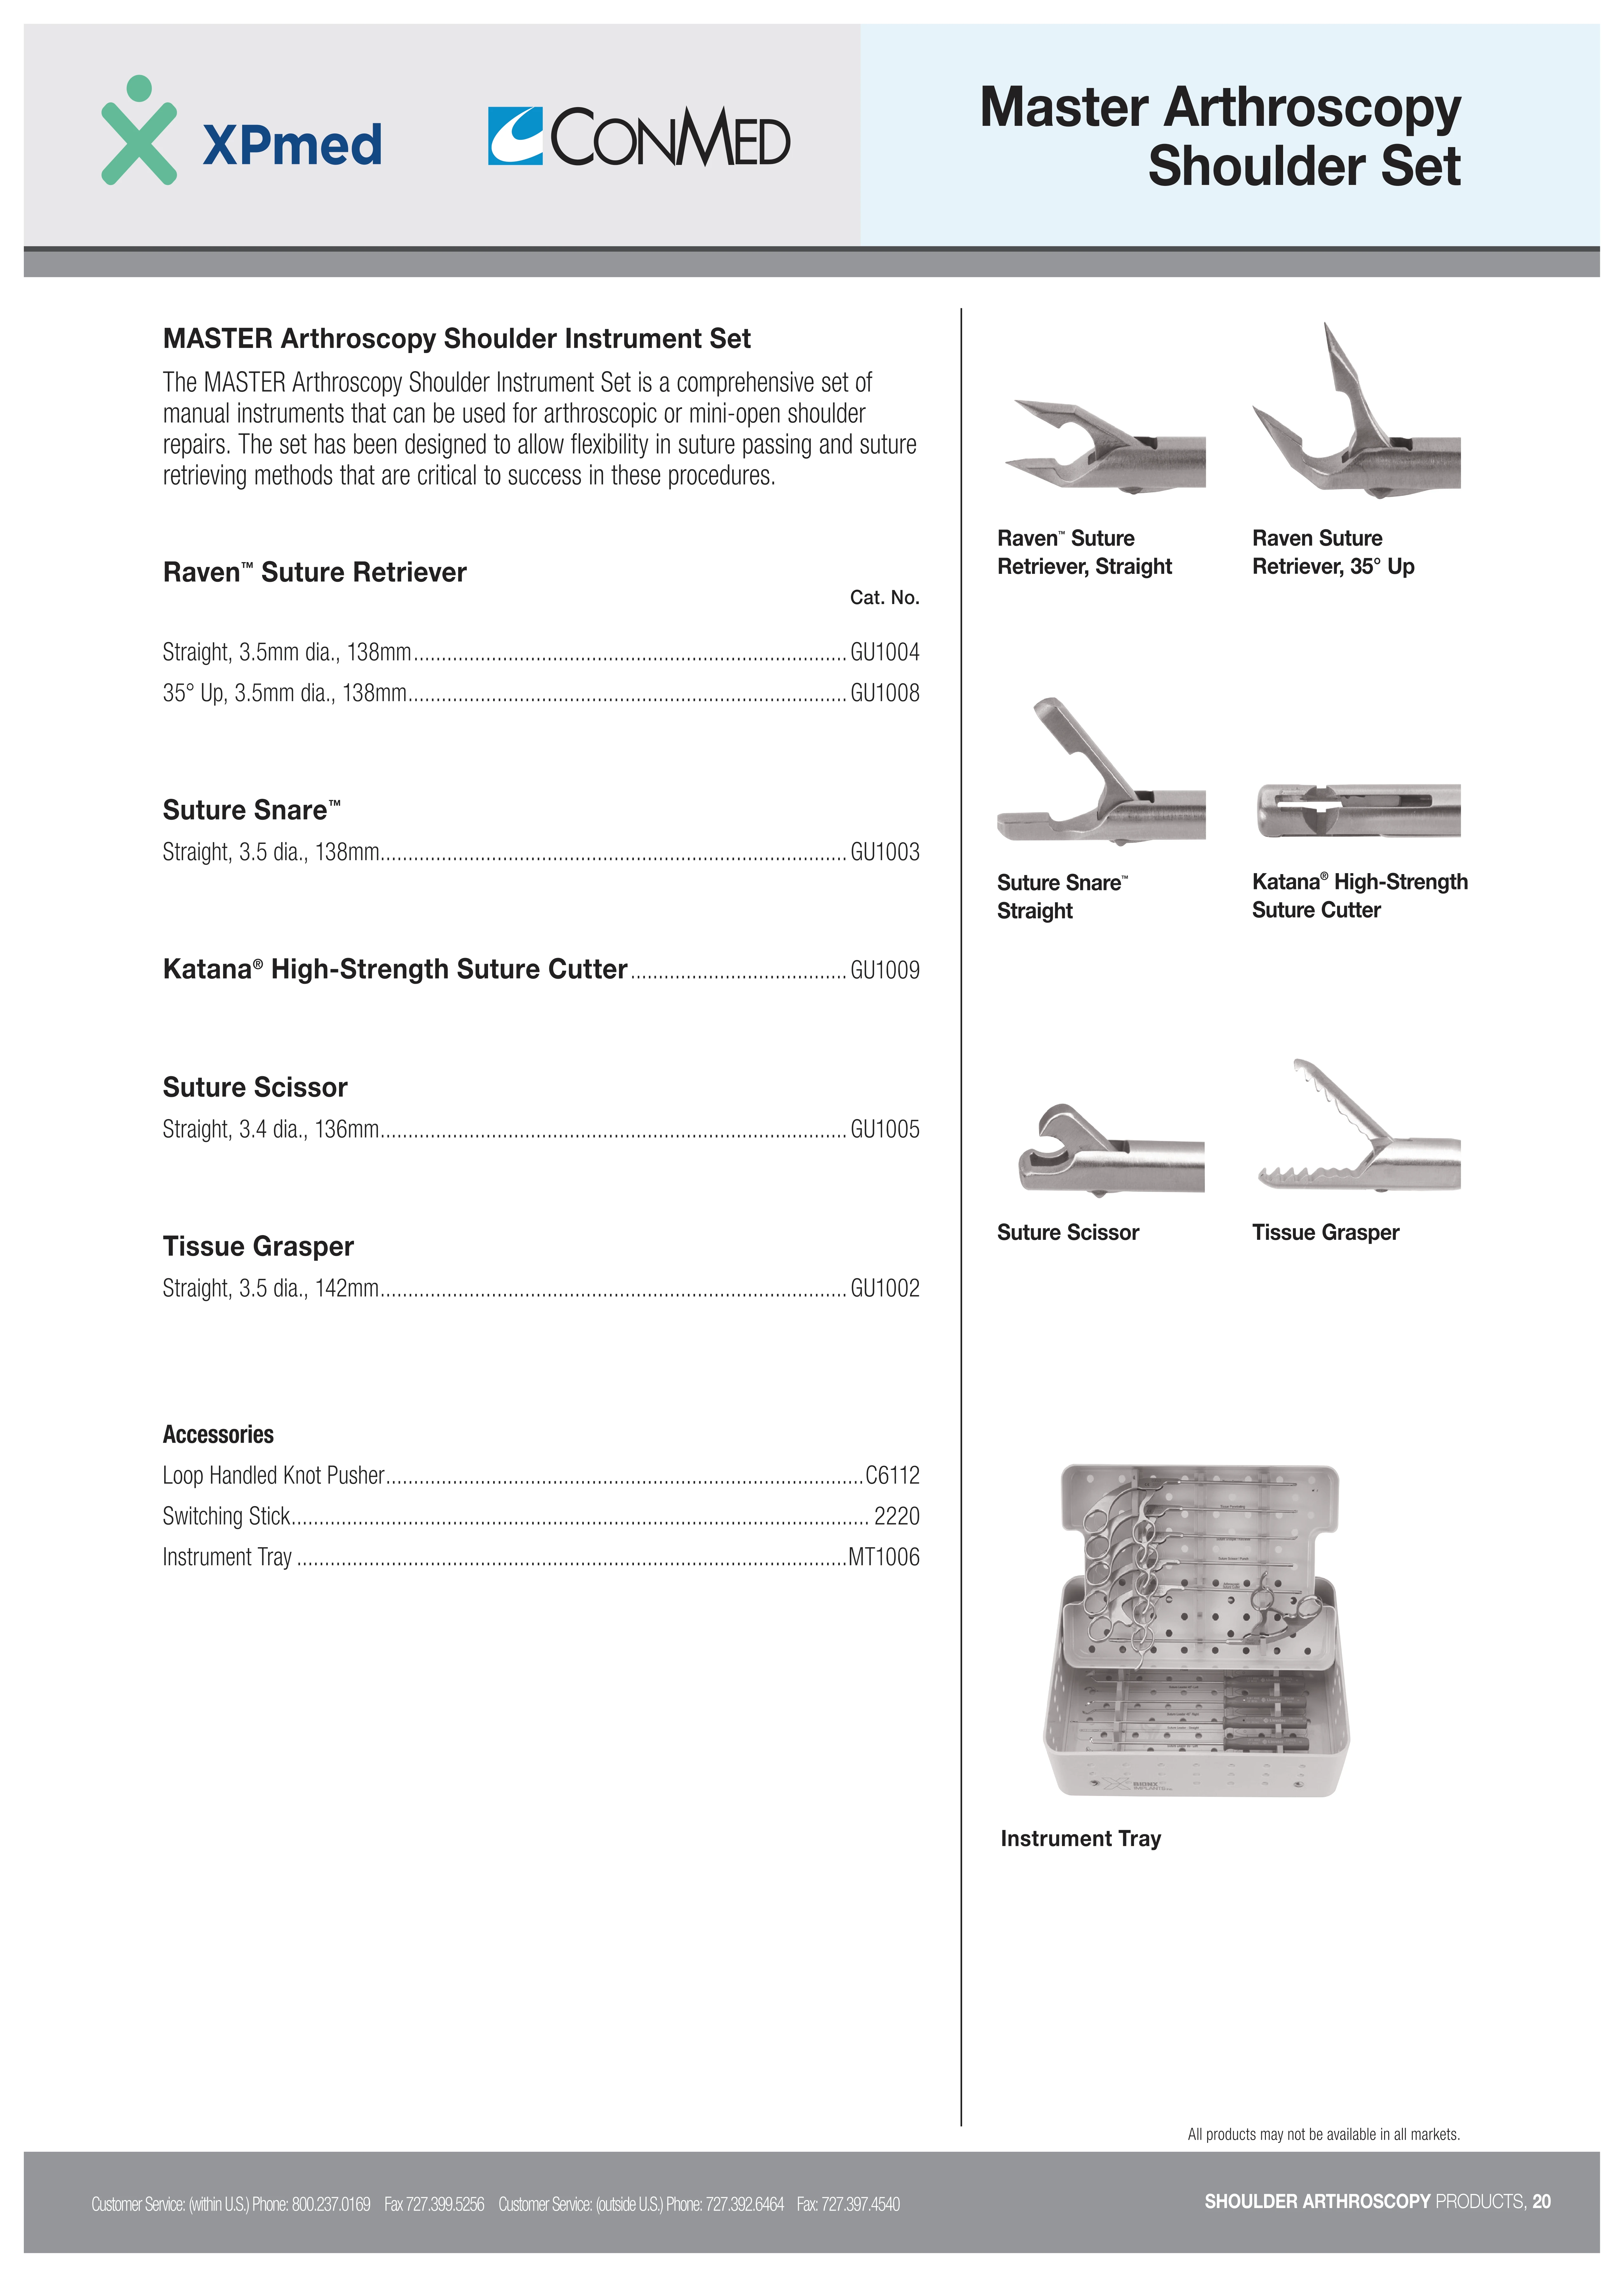 XPmed
CONMED
Master Arthroscopy
Shoulder Set
MASTER Arthroscopy Shoulder Instrument Set
The MASTER Arthroscopy Shoulder Instrument Set is a comprehensive set of
manual instruments that can be used for arthroscopic or mini-open shoulder
repairs. The set has been designed to allow flexibility in suture passing and suture
retrieving methods that are critical to success in these procedures.
Raven™ Suture Retriever
Cat. No.
Straight, 3.5mm dia., 138mm GU1004
35° Up, 3.5mm dia., 138mm GU1008
Suture Snare™
Straight, 3.5 dia., 138mm GU1003
Katana® High-Strength Suture Cutter GU1009
Suture Scissor
Straight, 3.4 dia., 136mm GU1005
Tissue Grasper
Straight, 3.5 dia., 142mm GU1002
Accessories
Loop Handled Knot Pusher C6112
Switching Stick 2220
Instrument Tray MT1006
Raven™ Suture
Retriever, Straight
Raven Suture
Retriever, 35° Up
Suture Snare™
Straight
Katana® High-Strength
Suture Cutter
Suture Scissor
Tissue Grasper
BIONX
IMPLANTS
Instrument Tray
All products may not be available in all markets.
Customer Service: (within U.S.) Phone: 800.237.0169 Fax 727.399.5256 Customer Service: (outside U.S.) Phone: 727.392.6464 Fax: 727.397.4540
SHOULDER ARTHROSCOPY PRODUCTS, 20